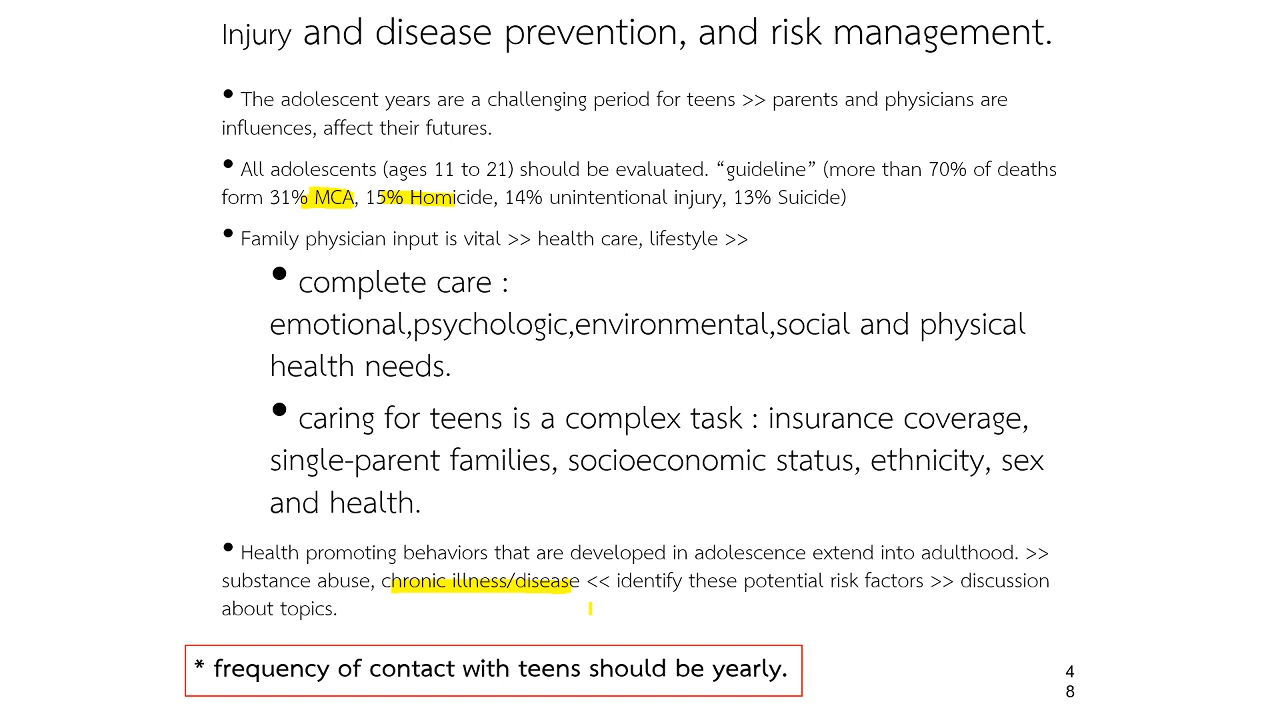 Injury and disease prevention, and risk management.
• The adolescent years are a challenging period for teens >> parents and physicians are
influences, affect their futures.
• All adolescents (ages 11 to 21) should be evaluated. “guideline” (more than 70% of deaths
form 31% MCA, 15% Homicide, 14% unintentional injury, 13% Suicide)
• Family physician input is vital >> health care, lifestyle >>
• complete care :
emotional,psychologic,environmental,social and physical
health needs.
• caring for teens is a complex task : insurance coverage,
single-parent families, socioeconomic status, ethnicity, sex
and health.
• Health promoting behaviors that are developed in adolescence extend into adulthood. >>
substance abuse, chronic illness/disease << identify these potential risk factors >> discussion
about topics.
* frequency of contact with teens should be yearly.
4
8